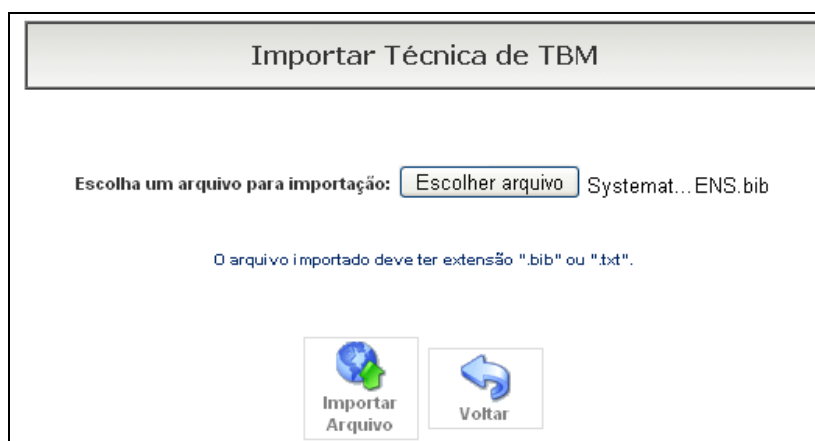 Importar Técnica de TBM
Escolha um arquivo para importação: Escolher arquivo Systemat...ENS.bib
O arquivo importado deve ter extensão ".bib" ou ".txt".
Importar
Arquivo
Voltar